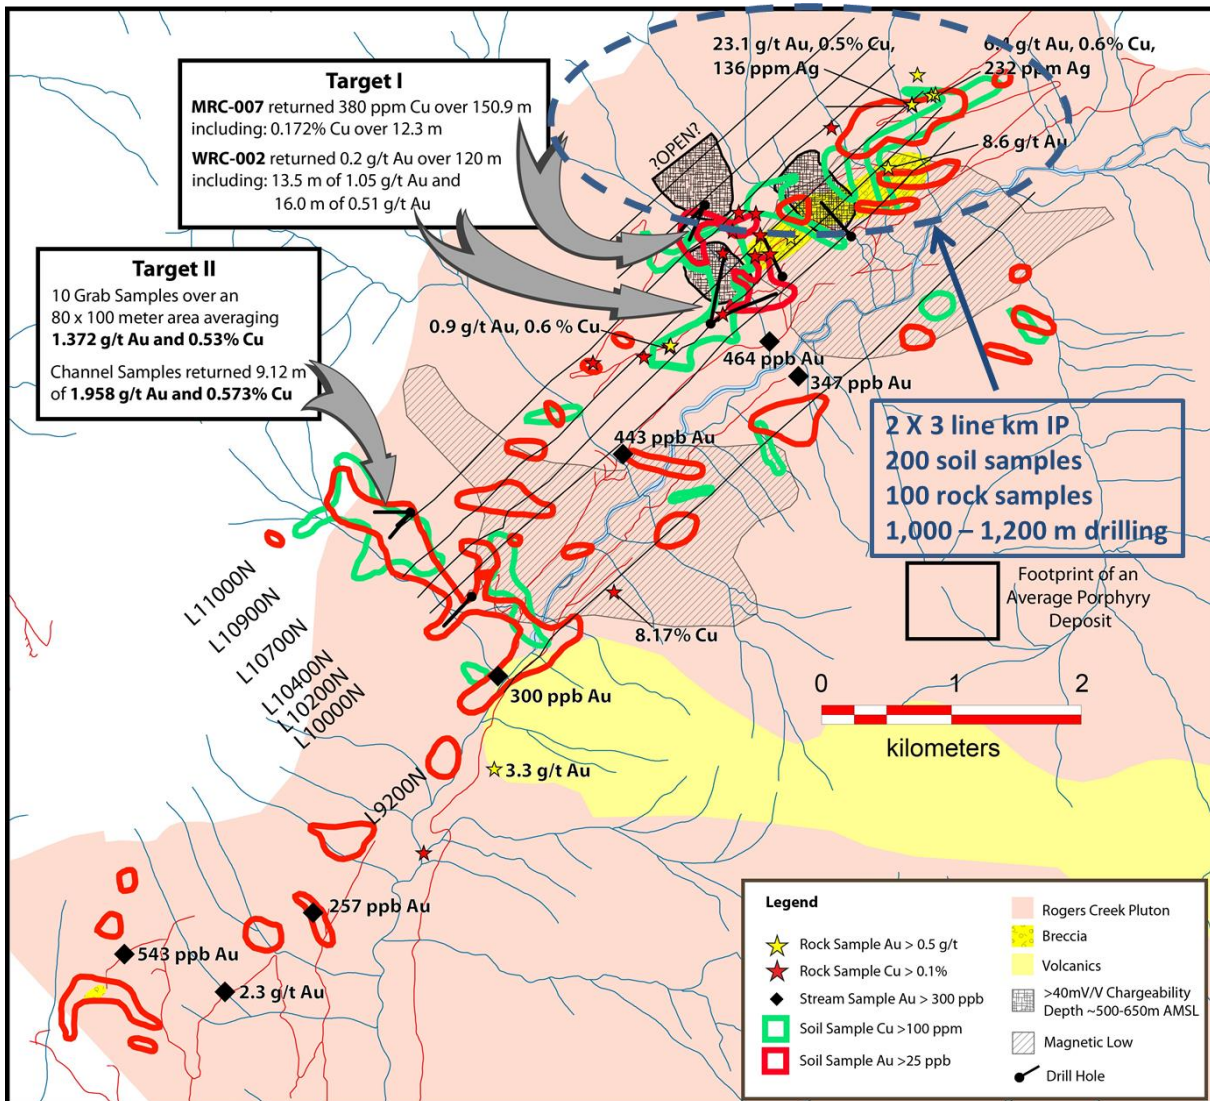 Target I
MRC-007 returned 380 ppm Cu over 150.9 m
including: 0.172% Cu over 12.3 m
WRC-002 returned 0.2 g/t Au over 120 m
including: 13.5 m of 1.05 g/t Au and
16.0 m of 0.51 g/t Au
Target II
10 Grab Samples over an
80 x 100 meter area averaging
1.372 g/t Au and 0.53% Cu
Channel Samples returned 9.12 m
of 1.958 g/t Au and 0.573% Cu
23.1 g/t Au, 0.5% Cu,
136 ppm Ag
6.4 g/t Au, 0.6% Cu,
232 ppm Ag
?OPEN?
8.6 g/t Au
0.9 g/t Au, 0.6 % Cu
464 ppb Au
347 ppb Au
443 ppb Au
2 X 3 line km IP
200 soil samples
100 rock samples
1,000 – 1,200 m drilling
Footprint of an
Average Porphyry
Deposit
8.17% Cu
L11000N
L10900N
L10700N
L10400N
L10200N
L10000N
L9200N
300 ppb Au
0 1 2
kilometers
3.3 g/t Au
257 ppb Au
543 ppb Au
2.3 g/t Au
Legend
Rock Sample Au > 0.5 g/t
Rock Sample Cu > 0.1%
Stream Sample Au > 300 ppb
Soil Sample Cu >100 ppm
Soil Sample Au >25 ppb
Rogers Creek Pluton
Breccia
Volcanics
>40mV/V Chargeability
Depth ~500-650m AMSL
Magnetic Low
Drill Hole